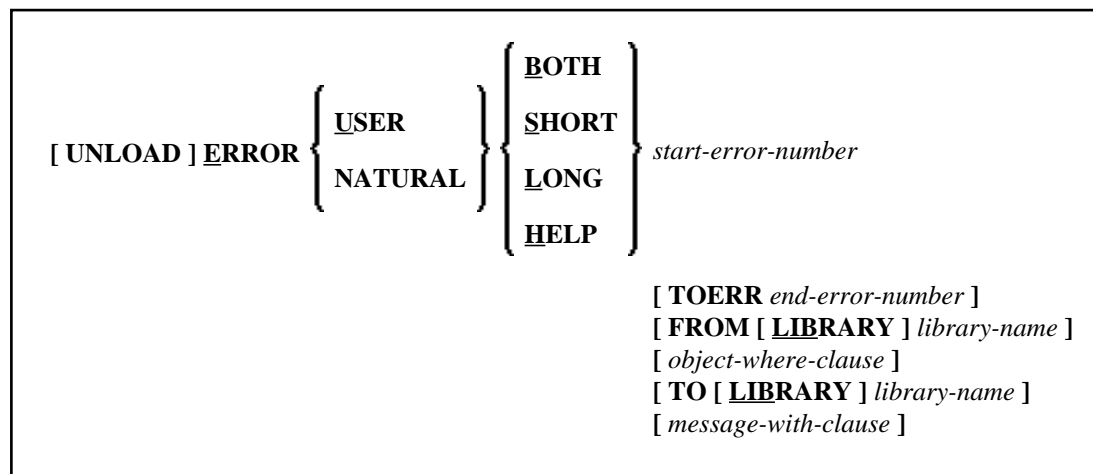 BOTH
USER
SHORT
[ UNLOAD ] ERROR
start-error-number
NATURAL
LONG
HELP
[ TOERR end-error-number ]
[ FROM [ LIBRARY ] library-name ]
[ object-where-clause ]
[ TO [ LIBRARY ] library-name ]
[ message-with-clause ]